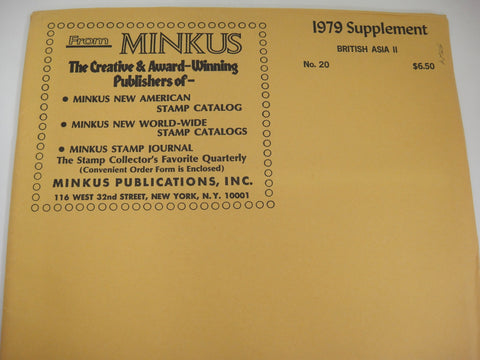 From MINKUS
The Creative & Award-Winning
Publishers of-
• MINKUS NEW AMERICAN
STAMP CATALOG
• MINKUS NEW WORLD-WIDE
STAMP CATALOGS
• MINKUS STAMP JOURNAL
The Stamp Collector's Favorite Quarterly
(Convenient Order Form is Enclosed)
MINKUS PUBLICATIONS, INC.
116 WEST 32nd STREET, NEW YORK, N.Y. 10001
1979 Supplement
BRITISH ASIA II
No. 20 $6.50